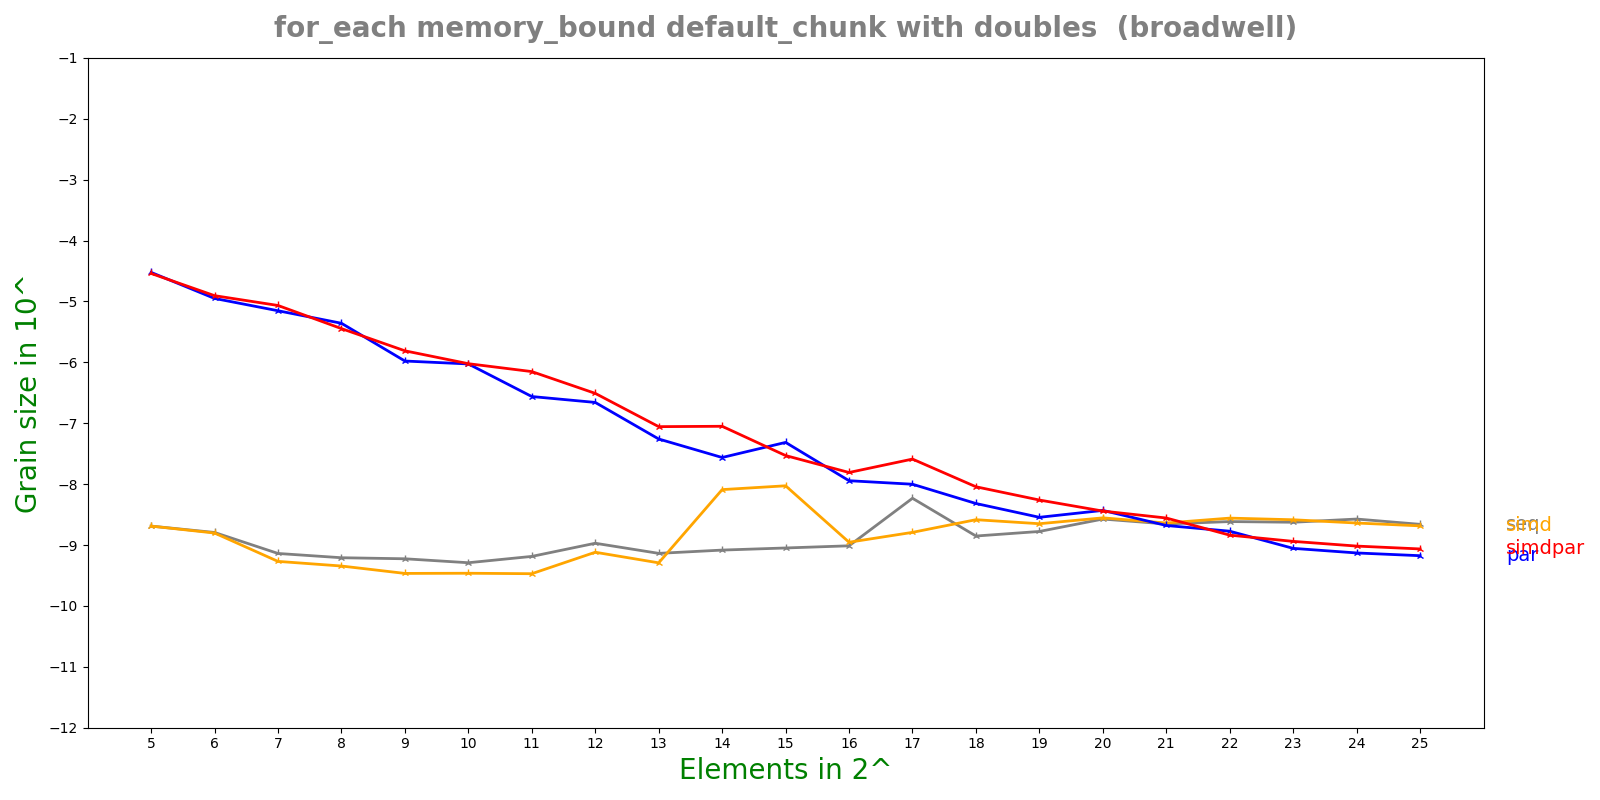 for_each memory_bound default_chunk with doubles (broadwell)
Grain size in 10^
−1
−2
−3
−4
−5
−6
−7
−8
−9
−10
−11
−12
5 6 7 8 9 10 11 12 13 14 15 16 17 18 19 20 21 22 23 24 25
Elements in 2^
seq
simd
simdpar
par